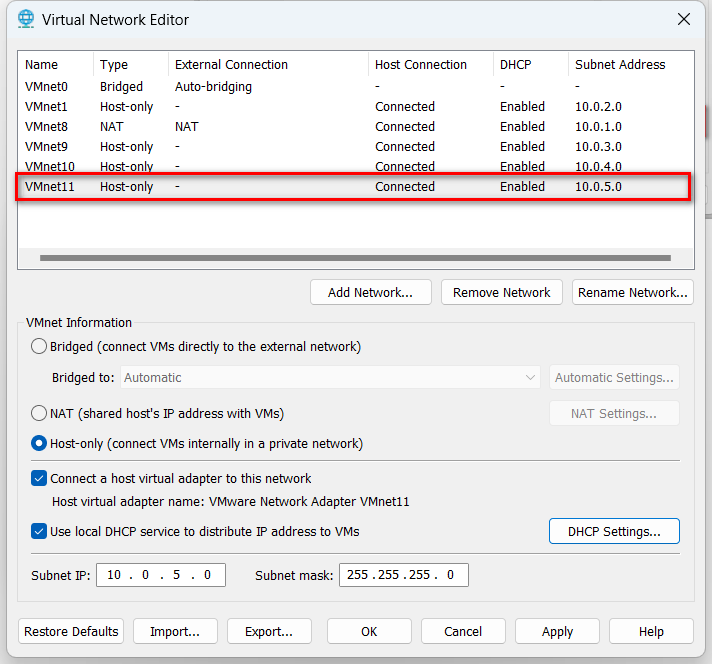 Virtual Network Editor
Name Type External Connection Host Connection DHCP Subnet Address
VMnet0 Bridged Auto-bridging - - -
VMnet1 Host-only - Connected Enabled 10.0.2.0
VMnet8 NAT NAT Connected Enabled 10.0.1.0
VMnet9 Host-only - Connected Enabled 10.0.3.0
VMnet10 Host-only - Connected Enabled 10.0.4.0
VMnet11 Host-only - Connected Enabled 10.0.5.0
Add Network... Remove Network Rename Network...
VMnet Information
Bridged (connect VMs directly to the external network)
Bridged to: Automatic Automatic Settings...
NAT (shared host's IP address with VMs) NAT Settings...
Host-only (connect VMs internally in a private network)
Connect a host virtual adapter to this network
Host virtual adapter name: VMware Network Adapter VMnet11
Use local DHCP service to distribute IP address to VMs DHCP Settings...
Subnet IP: 10 . 0 . 5 . 0 Subnet mask: 255 . 255 . 255 . 0
Restore Defaults Import... Export... OK Cancel Apply Help